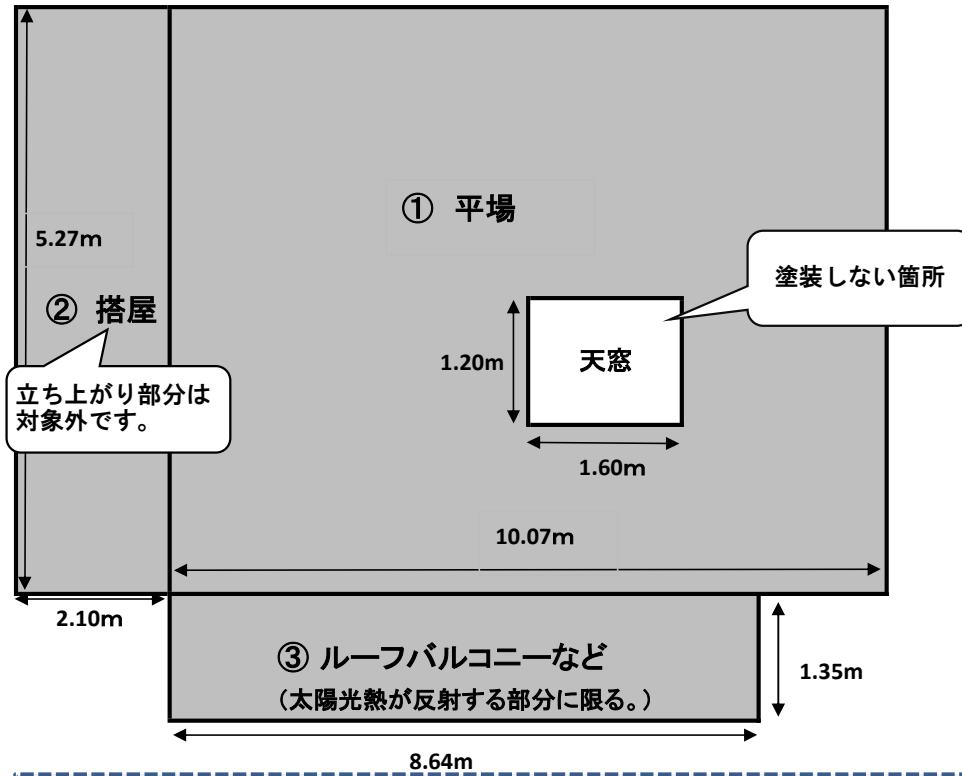 ① 平場
5.27m
塗装しない箇所
② 搭屋
1.20m
天窓
立ち上がり部分は
対象外です。
1.60m
10.07m
2.10m
③ ルーフバルコニーなど
(太陽光熱が反射する部分に限る。)
1.35m
8.64m